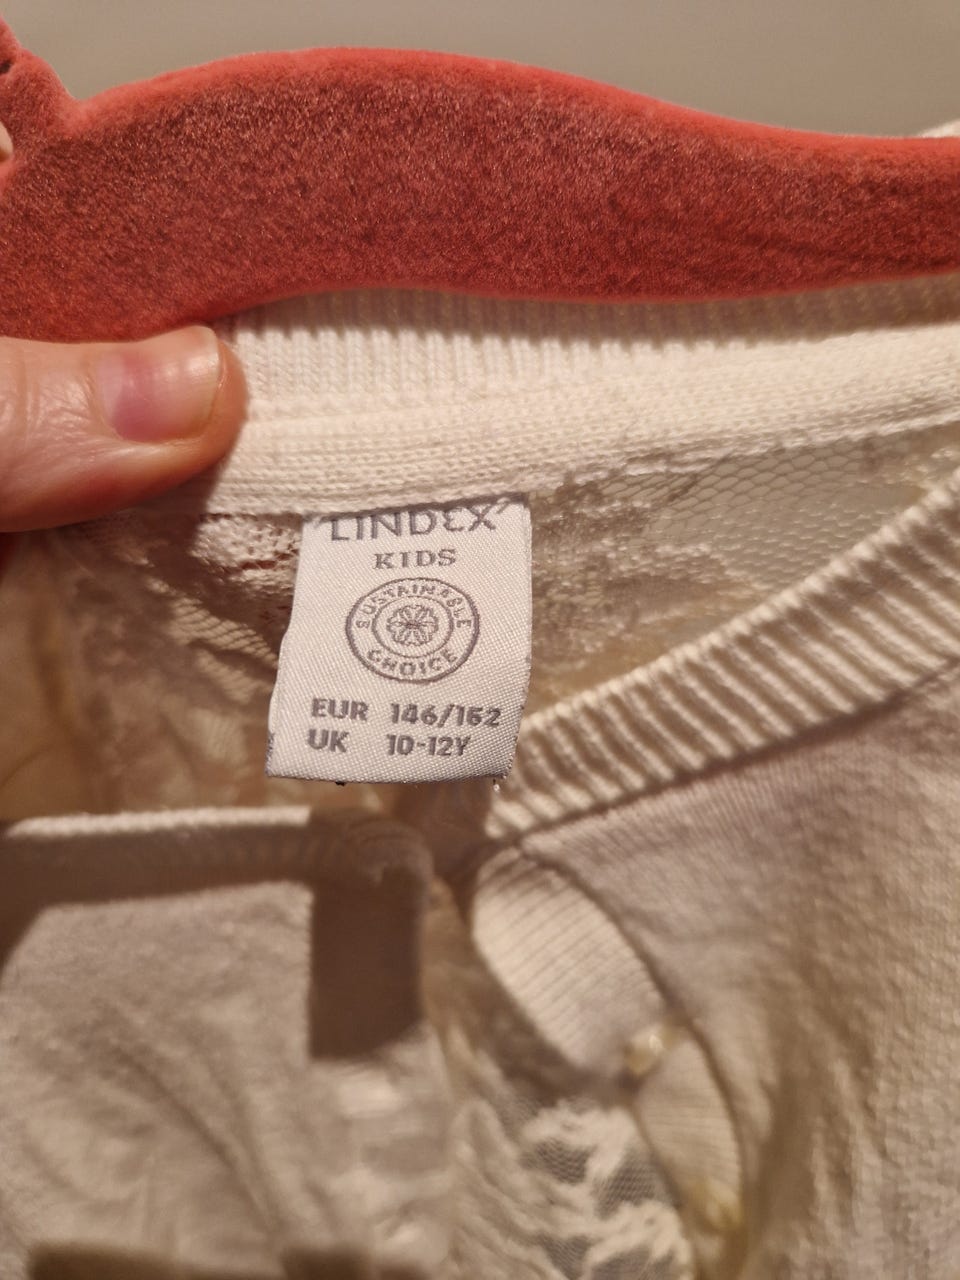 LINDEX
KIDS
SUSTAINABLE
CHOICE
EUR 146/152
UK 10-12Y